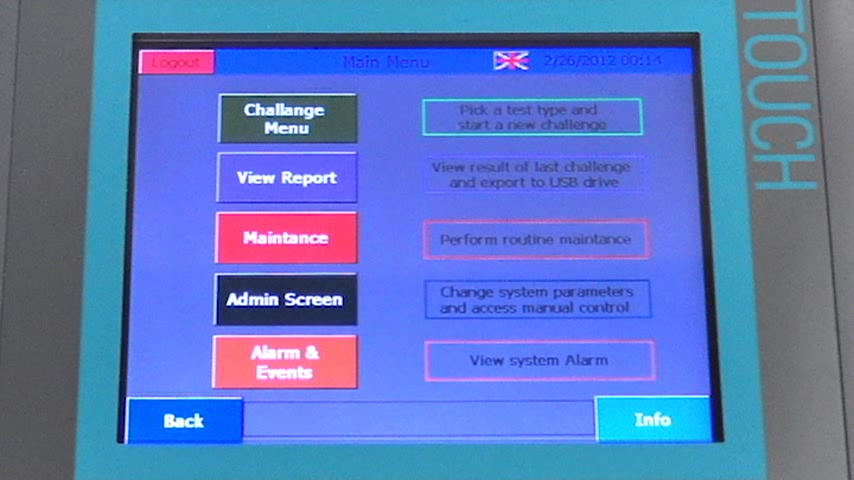 Logout Main Menu 2/26/2012 00:14
Challange
Menu
Pick a test type and
start a new challenge
View Report
View result of last challenge
and export to USB drive
Maintance
Perform routine maintance
Admin Screen
Change system parameters
and access manual control
Alarm &
Events
View system Alarm
Back
Info
TOUCH